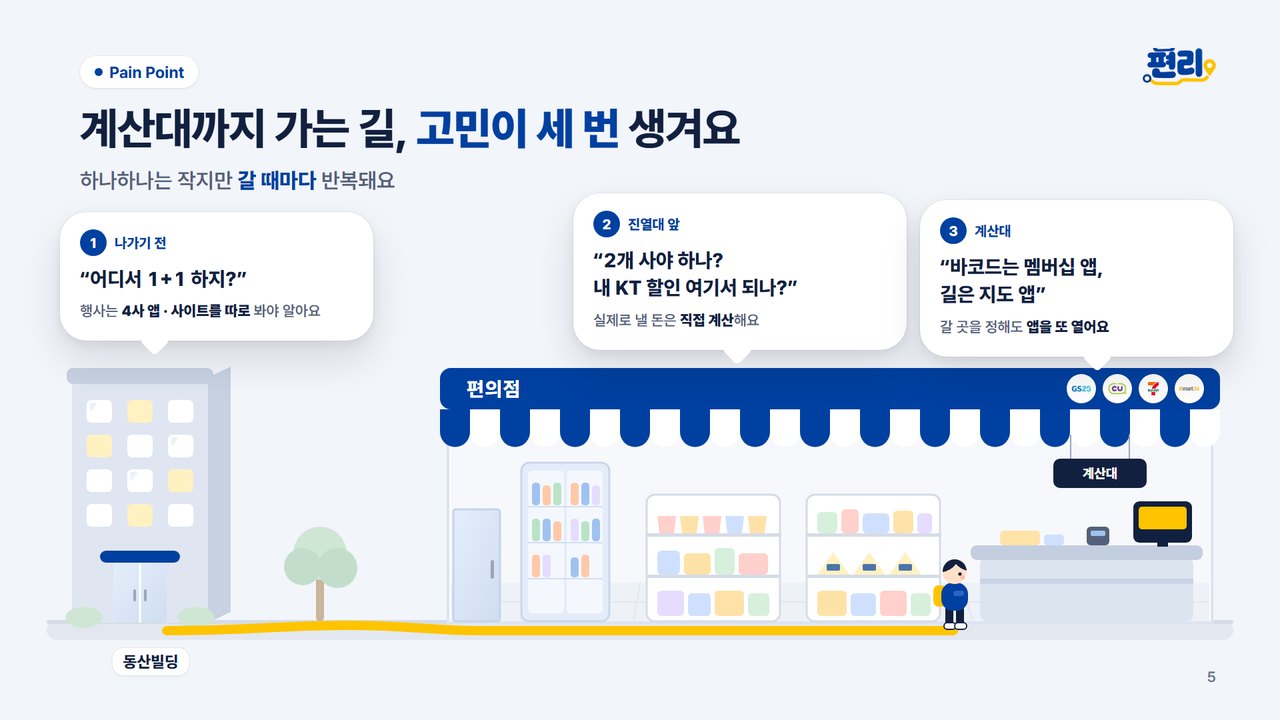 Pain Point
편리
계산대까지 가는 길, 고민이 세 번 생겨요
하나하나는 작지만 갈 때마다 반복돼요
1 나가기 전
“어디서 1+1 하지?”
행사는 4사 앱 · 사이트를 따로 봐야 알아요
2 진열대 앞
“2개 사야 하나?
내 KT 할인 여기서 되나?”
실제로 낼 돈은 직접 계산해요
3 계산대
“바코드는 멤버십 앱,
길은 지도 앱”
갈 곳을 정해도 앱을 또 열어요
편의점
GS25 CU 7 emart24
계산대
동산빌딩
5